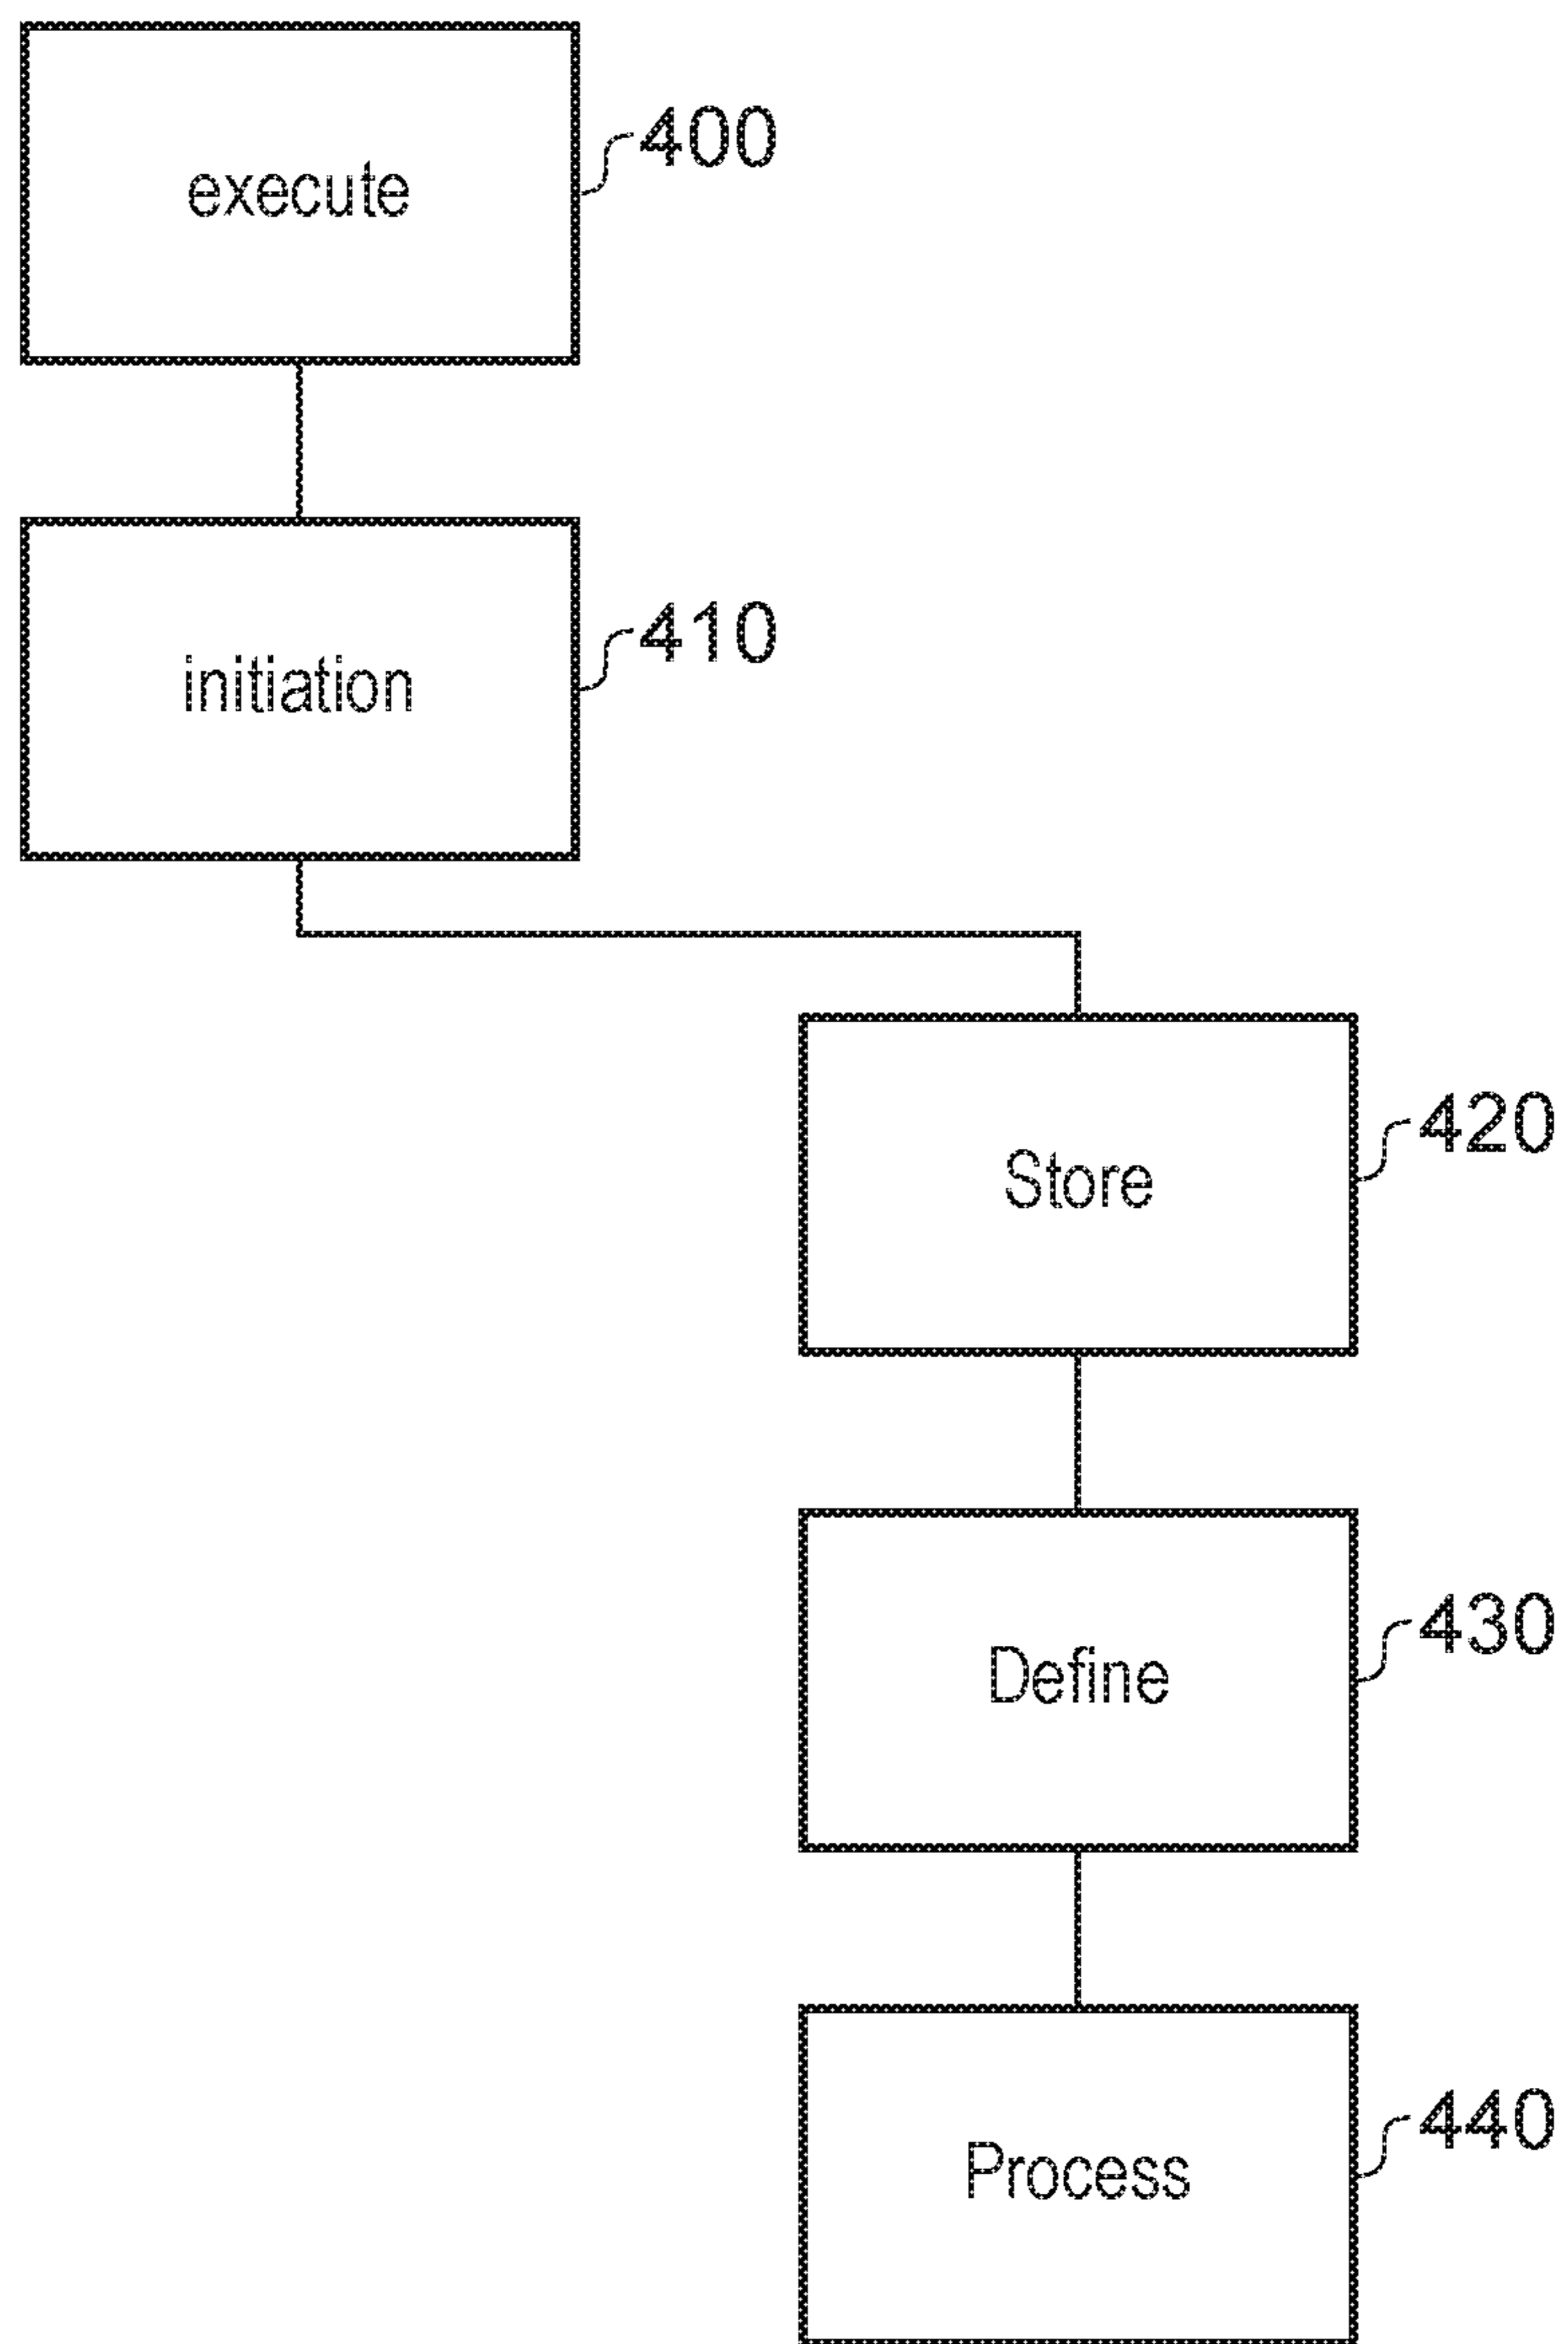 execute
400
initiation
410
Store
420
Define
430
Process
440